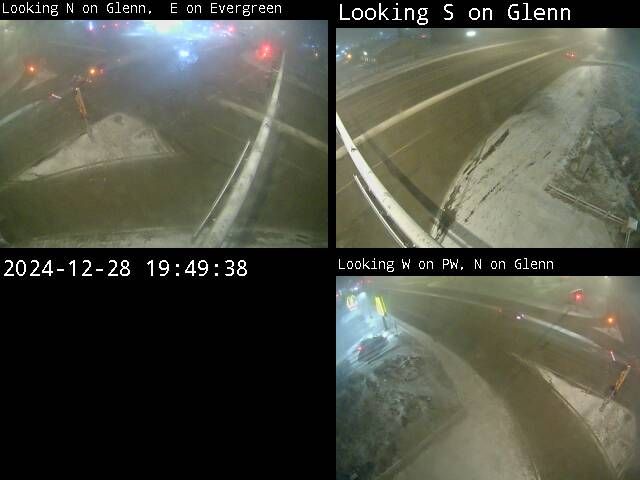 Looking N on Glenn,  E on Evergreen
Looking S on Glenn
2024-12-28 19:49:38
Looking W on PW, N on Glenn